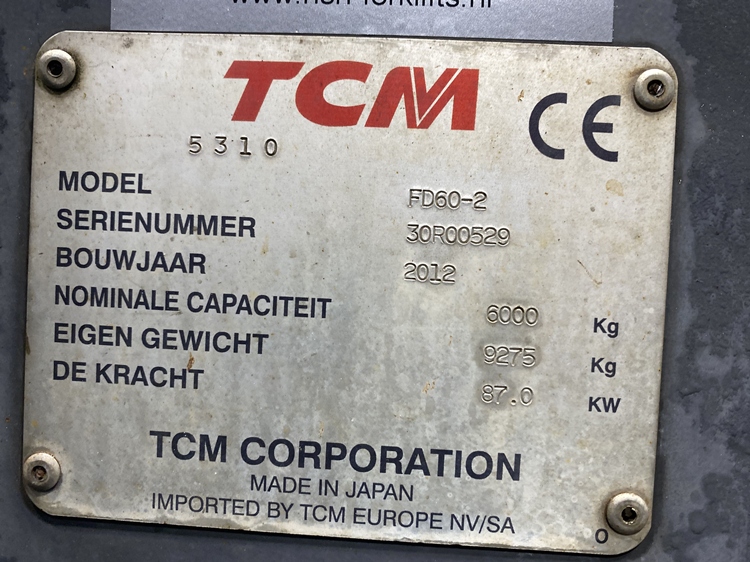 TCM
CE
5310
MODEL FD60-2
SERIENUMMER 30R00529
BOUWJAAR 2012
NOMINALE CAPACITEIT 6000 Kg
EIGEN GEWICHT 9275 Kg
DE KRACHT 87.0 KW
TCM CORPORATION
MADE IN JAPAN
IMPORTED BY TCM EUROPE NV/SA
O